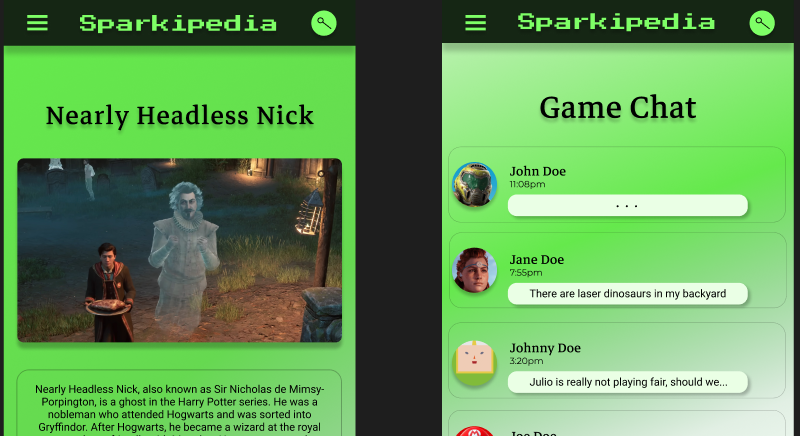 Sparkipedia
Nearly Headless Nick
Nearly Headless Nick, also known as Sir Nicholas de Mimsy-
Porpington, is a ghost in the Harry Potter series. He was a
nobleman who attended Hogwarts and was sorted into
Gryffindor. After Hogwarts, he became a wizard at the royal
Sparkipedia
Game Chat
John Doe
11:08pm
. . .
Jane Doe
7:55pm
There are laser dinosaurs in my backyard
Johnny Doe
3:20pm
Julio is really not playing fair, should we...
Joe Doe